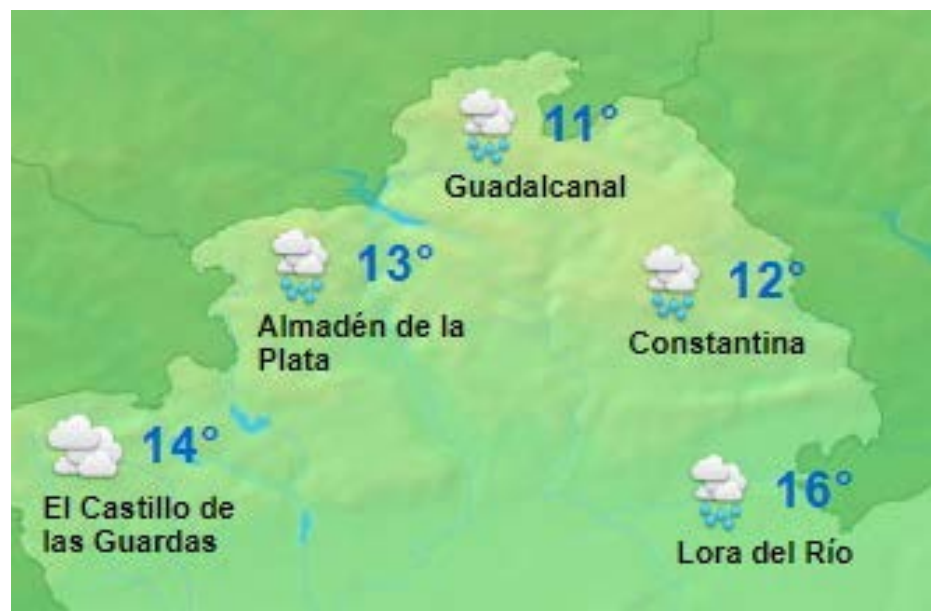 11°
Guadalcanal
13°
Almadén de la
Plata
12°
Constantina
14°
El Castillo de
las Guardas
16°
Lora del Río